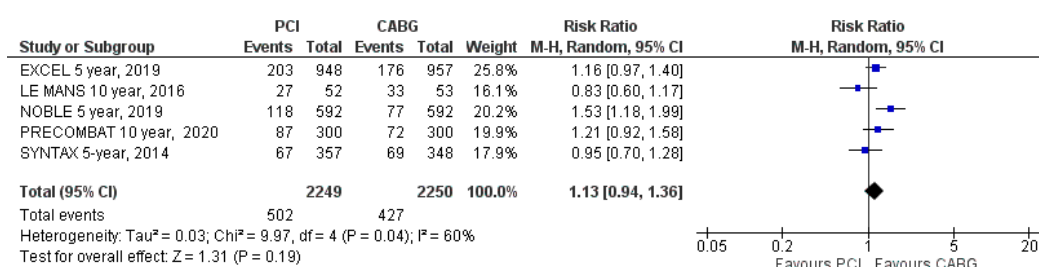 PCI CABG Risk Ratio Risk Ratio
Study or Subgroup Events Total Events Total Weight M-H, Random, 95% CI M-H, Random, 95% CI
EXCEL 5 year, 2019 203 948 176 957 25.8% 1.16 [0.97, 1.40]
LE MANS 10 year, 2016 27 52 33 53 16.1% 0.83 [0.60, 1.17]
NOBLE 5 year, 2019 118 592 77 592 20.2% 1.53 [1.18, 1.99]
PRECOMBAT 10 year, 2020 87 300 72 300 19.9% 1.21 [0.92, 1.58]
SYNTAX 5-year, 2014 67 357 69 348 17.9% 0.95 [0.70, 1.28]
Total (95% CI) 2249 2250 100.0% 1.13 [0.94, 1.36]
Total events 502 427
Heterogeneity: Tau² = 0.03; Chi² = 9.97, df = 4 (P = 0.04); I² = 60%
Test for overall effect: Z = 1.31 (P = 0.19)
0.05 0.2 1 5 20
Favours PCI Favours CABG